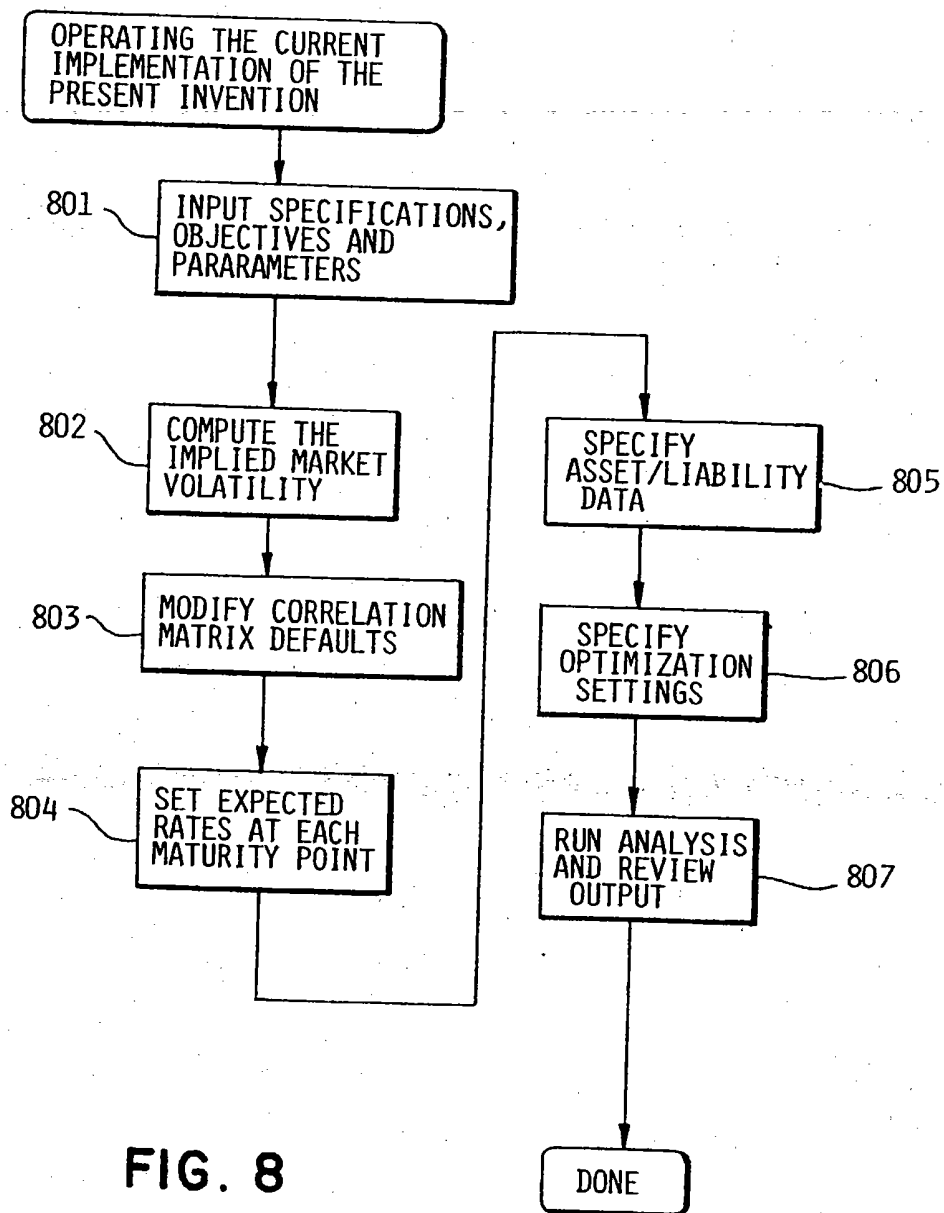 OPERATING THE CURRENT
IMPLEMENTATION OF THE
PRESENT INVENTION
801
INPUT SPECIFICATIONS,
OBJECTIVES AND
PARARAMETERS
802
COMPUTE THE
IMPLIED MARKET
VOLATILITY
803
MODIFY CORRELATION
MATRIX DEFAULTS
804
SET EXPECTED
RATES AT EACH
MATURITY POINT
SPECIFY
ASSET/LIABILITY
DATA
805
SPECIFY
OPTIMIZATION
SETTINGS
806
RUN ANALYSIS
AND REVIEW
OUTPUT
807
DONE
FIG. 8